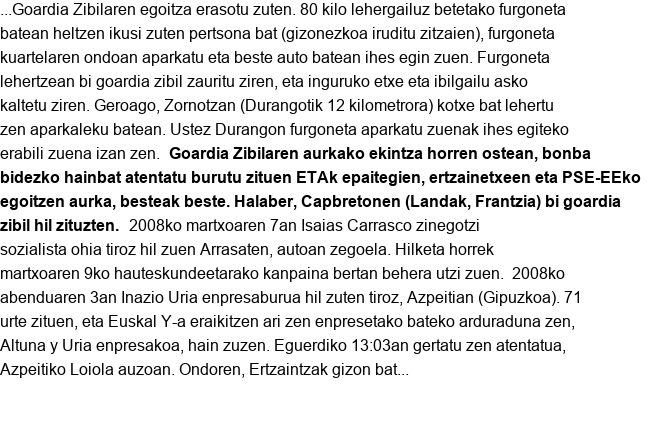 ...Goardia Zibilaren egoitza erasotu zuten. 80 kilo lehergailuz betetako furgoneta
batean heltzen ikusi zuten pertsona bat (gizonezkoa iruditu zitzaien), furgoneta
kuartelaren ondoan aparkatu eta beste auto batean ihes egin zuen. Furgoneta
lehertzean bi goardia zibil zauritu ziren, eta inguruko etxe eta ibilgailu asko
kaltetu ziren. Geroago, Zornotzan (Durangotik 12 kilometrora) kotxe bat lehertu
zen aparkaleku batean. Ustez Durangon furgoneta aparkatu zuenak ihes egiteko
erabili zuena izan zen.  Goardia Zibilaren aurkako ekintza horren ostean, bonba
bidezko hainbat atentatu burutu zituen ETAk epaitegien, ertzainetxeen eta PSE-EEko
egoitzen aurka, besteak beste. Halaber, Capbretonen (Landak, Frantzia) bi goardia
zibil hil zituzten.  2008ko martxoaren 7an Isaias Carrasco zinegotzi
sozialista ohia tiroz hil zuen Arrasaten, autoan zegoela. Hilketa horrek
martxoaren 9ko hauteskundeetarako kanpaina bertan behera utzi zuen.  2008ko
abenduaren 3an Inazio Uria enpresaburua hil zuten tiroz, Azpeitian (Gipuzkoa). 71
urte zituen, eta Euskal Y-a eraikitzen ari zen enpresetako bateko arduraduna zen,
Altuna y Uria enpresakoa, hain zuzen. Eguerdiko 13:03an gertatu zen atentatua,
Azpeitiko Loiola auzoan. Ondoren, Ertzaintzak gizon bat...